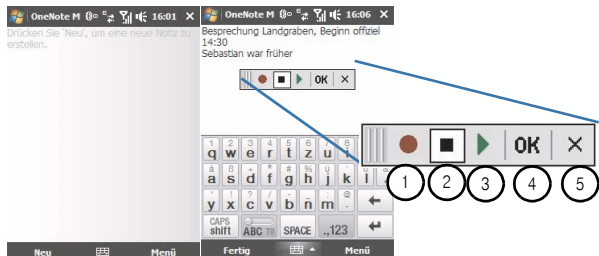 OneNote M 16:01
Drücken Sie 'Neu', um eine neue Notiz zu
erstellen.
Neu Menü
OneNote M 16:06
Besprechung Landgraben, Beginn offiziel
14:30
Sebastian war früher
OK
q w e r t z u i
a s d f g h j k l
y x c v b n m
CAPS
shift ABC T9 SPACE .,123
Fertig Menü
OK
1 2 3 4 5